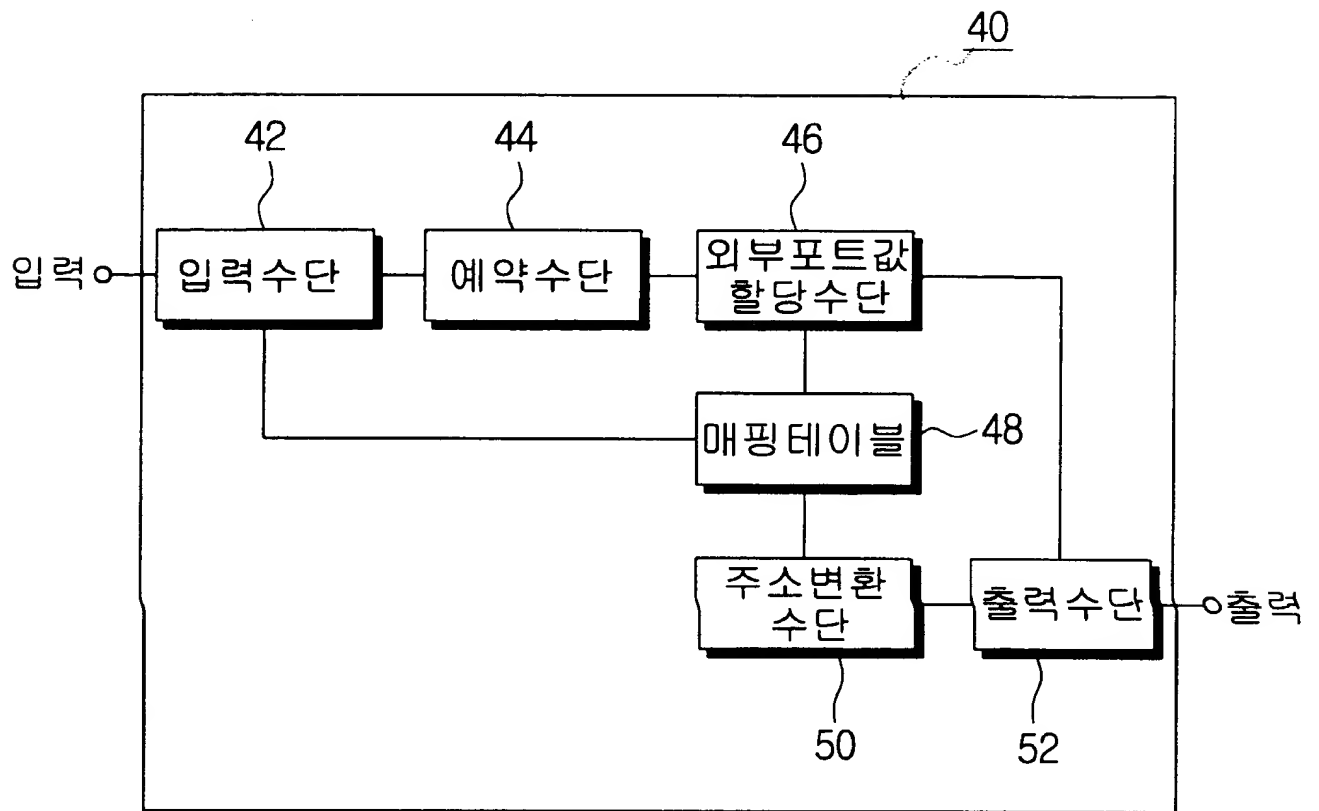 40
42
44
46
입력
입력수단
예약수단
외부포트값
할당수단
매핑테이블
48
주소변환
수단
출력수단
출력
50
52